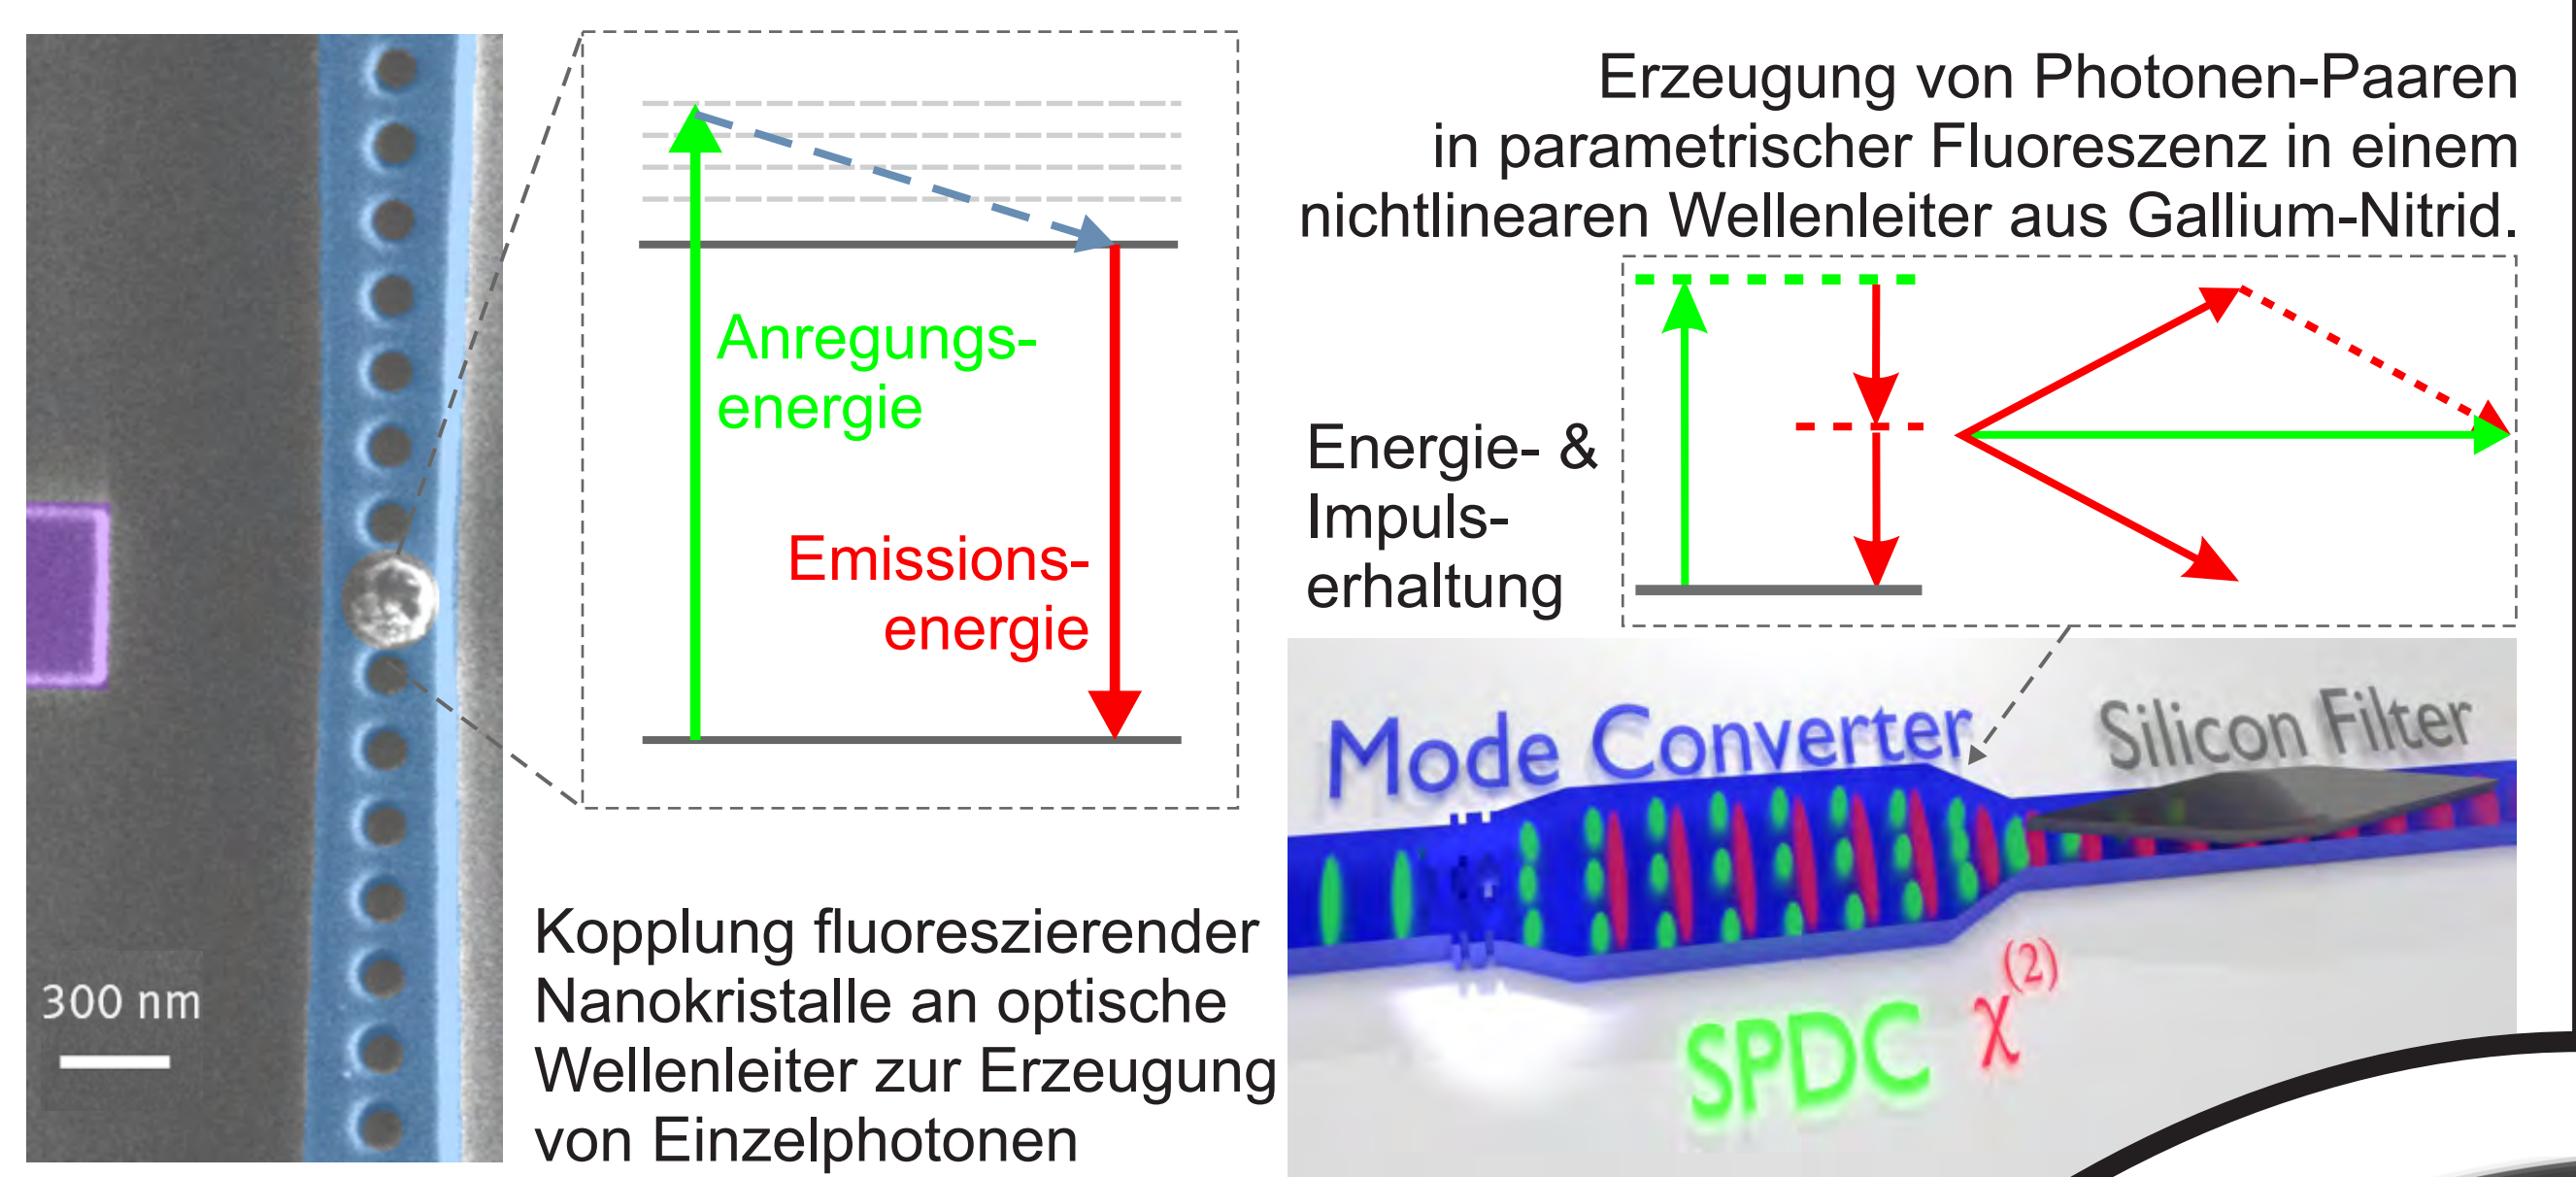 Erzeugung von Photonen-Paaren
in parametrischer Fluoreszenz in einem
nichtlinearen Wellenleiter aus Gallium-Nitrid.
Anregungs-
energie
Emissions-
energie
Energie- &
Impuls-
erhaltung
Mode Converter
Silicon Filter
SPDC χ(2)
300 nm
Kopplung fluoreszierender
Nanokristalle an optische
Wellenleiter zur Erzeugung
von Einzelphotonen